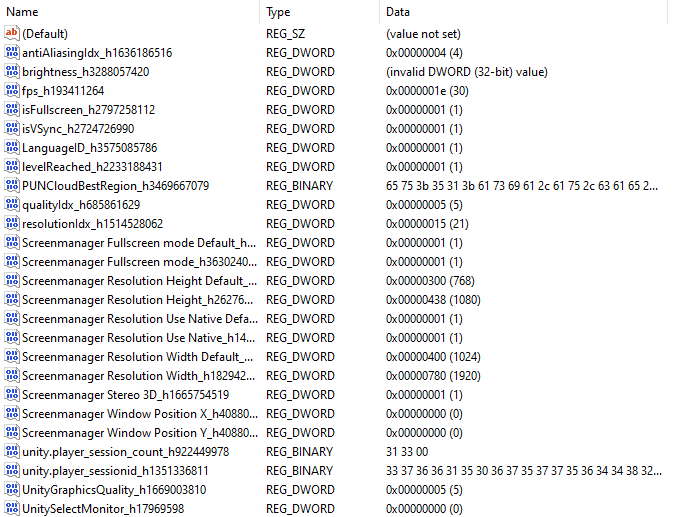 Name Type Data
(Default) REG_SZ (value not set)
antiAliasingIdx_h1636186516 REG_DWORD 0x00000004 (4)
brightness_h3288057420 REG_DWORD (invalid DWORD (32-bit) value)
fps_h193411264 REG_DWORD 0x0000001e (30)
isFullscreen_h2797258112 REG_DWORD 0x00000001 (1)
isVSync_h2724726990 REG_DWORD 0x00000001 (1)
LanguageID_h3575085786 REG_DWORD 0x00000001 (1)
levelReached_h2233188431 REG_DWORD 0x00000001 (1)
PUNCloudBestRegion_h3469667079 REG_BINARY 65 75 3b 35 31 3b 61 73 69 61 2c 61 75 2c 63 61 65 2...
qualityIdx_h685861629 REG_DWORD 0x00000005 (5)
resolutionIdx_h1514528062 REG_DWORD 0x00000015 (21)
Screenmanager Fullscreen mode Default_h... REG_DWORD 0x00000001 (1)
Screenmanager Fullscreen mode_h3630240... REG_DWORD 0x00000001 (1)
Screenmanager Resolution Height Default_... REG_DWORD 0x00000300 (768)
Screenmanager Resolution Height_h26276... REG_DWORD 0x00000438 (1080)
Screenmanager Resolution Use Native Defa... REG_DWORD 0x00000001 (1)
Screenmanager Resolution Use Native_h14... REG_DWORD 0x00000001 (1)
Screenmanager Resolution Width Default_... REG_DWORD 0x00000400 (1024)
Screenmanager Resolution Width_h182942... REG_DWORD 0x00000780 (1920)
Screenmanager Stereo 3D_h1665754519 REG_DWORD 0x00000001 (1)
Screenmanager Window Position X_h40880... REG_DWORD 0x00000000 (0)
Screenmanager Window Position Y_h40880... REG_DWORD 0x00000000 (0)
unity.player_session_count_h922449978 REG_BINARY 31 33 00
unity.player_sessionid_h1351336811 REG_BINARY 33 37 36 36 31 35 30 36 37 35 37 37 35 36 34 34 38 32...
UnityGraphicsQuality_h1669003810 REG_DWORD 0x00000005 (5)
UnitySelectMonitor_h17969598 REG_DWORD 0x00000000 (0)